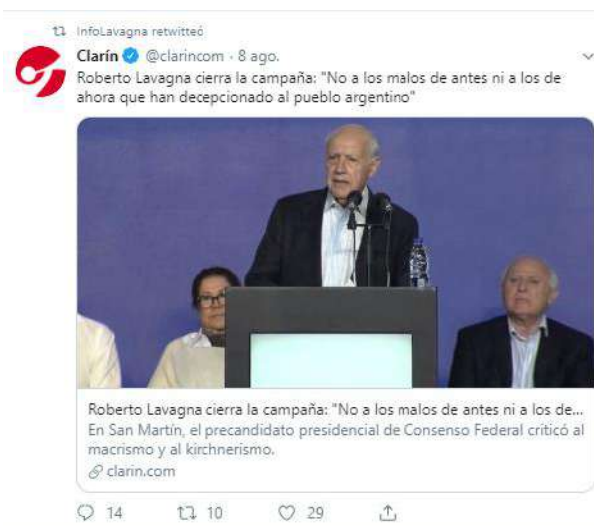 InfoLavagna retwitteó
Clarín @clarincom · 8 ago.
Roberto Lavagna cierra la campaña: "No a los malos de antes ni a los de
ahora que han decepcionado al pueblo argentino"
Roberto Lavagna cierra la campaña: "No a los malos de antes ni a los de...
En San Martín, el precandidato presidencial de Consenso Federal criticó al
macrismo y al kirchnerismo.
clarin.com
14 10 29